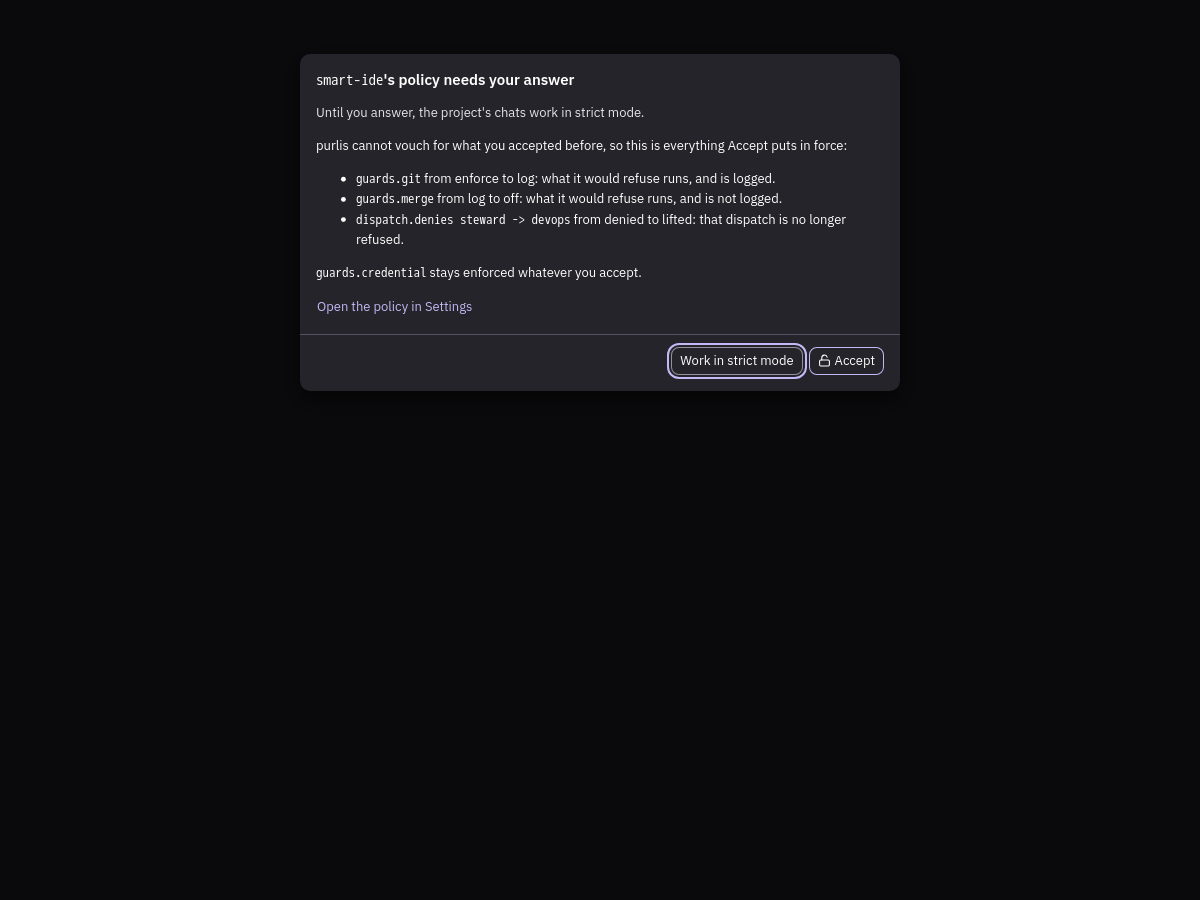 smart-ide's policy needs your answer
Until you answer, the project's chats work in strict mode.
purlis cannot vouch for what you accepted before, so this is everything Accept puts in force:
• guards.git from enforce to log: what it would refuse runs, and is logged.
• guards.merge from log to off: what it would refuse runs, and is not logged.
• dispatch.denies steward -> devops from denied to lifted: that dispatch is no longer
refused.
guards.credential stays enforced whatever you accept.
Open the policy in Settings
Work in strict mode
Accept